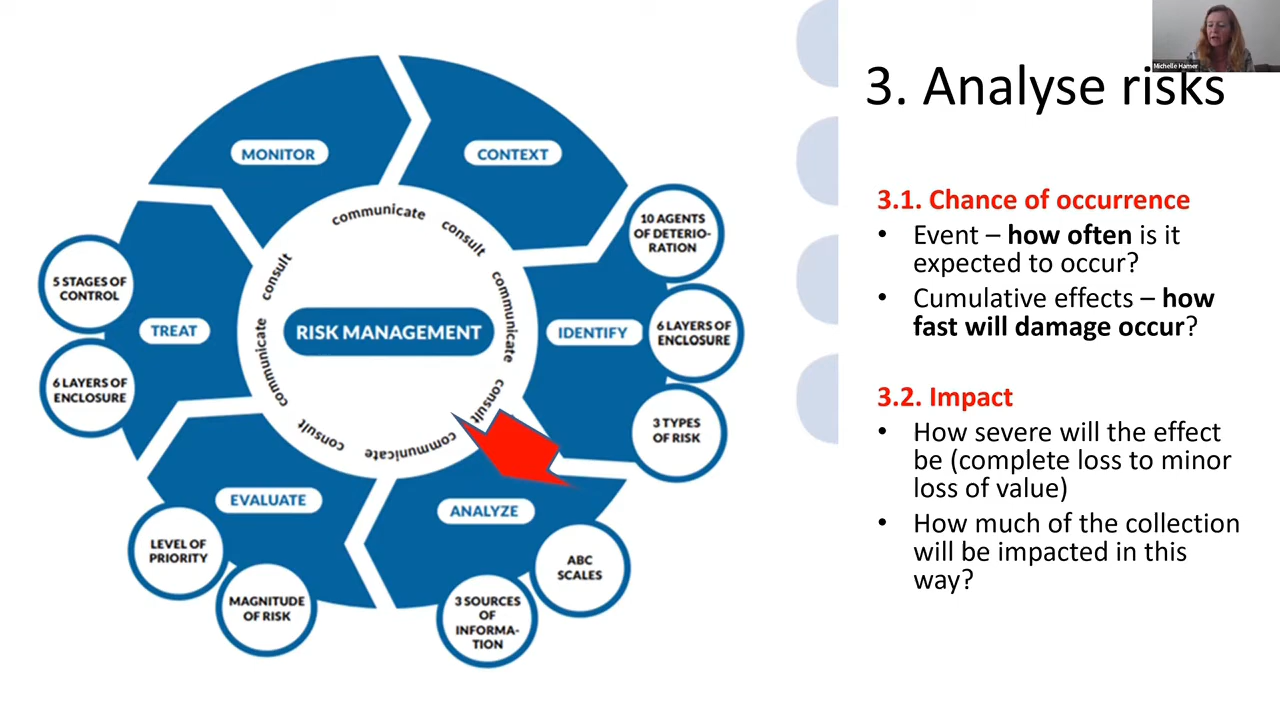 Michelle Hamer
3. Analyse risks
MONITOR
CONTEXT
10 AGENTS
OF DETERIO-
RATION
5 STAGES OF
CONTROL
TREAT
6 LAYERS OF
ENCLOSURE
communicate
consult
communicate
consult
communicate
consult
communicate
consult
RISK MANAGEMENT
IDENTIFY
6 LAYERS OF
ENCLOSURE
3 TYPES
OF RISK
EVALUATE
ANALYZE
LEVEL OF
PRIORITY
MAGNITUDE
OF RISK
3 SOURCES
OF
INFORMA-
TION
ABC
SCALES
3.1. Chance of occurrence
• Event – how often is it
expected to occur?
• Cumulative effects – how
fast will damage occur?
3.2. Impact
• How severe will the effect
be (complete loss to minor
loss of value)
• How much of the collection
will be impacted in this
way?